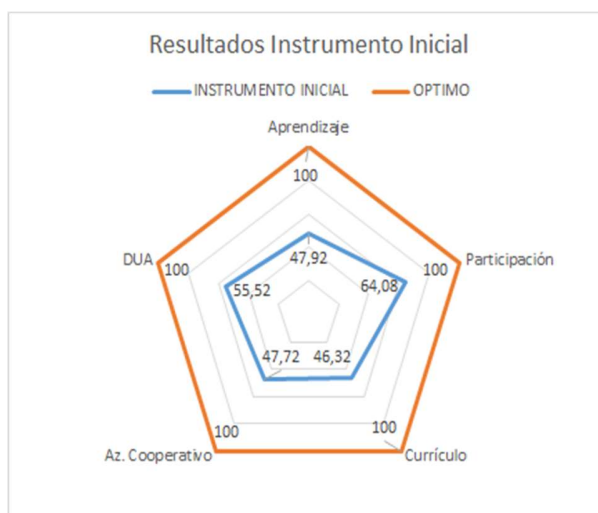 Resultados Instrumento Inicial
INSTRUMENTO INICIAL OPTIMO
Aprendizaje
100
47,92
DUA 100 100 Participación
55,52 64,08
47,72 46,32
100 100
Az. Cooperativo Currículo